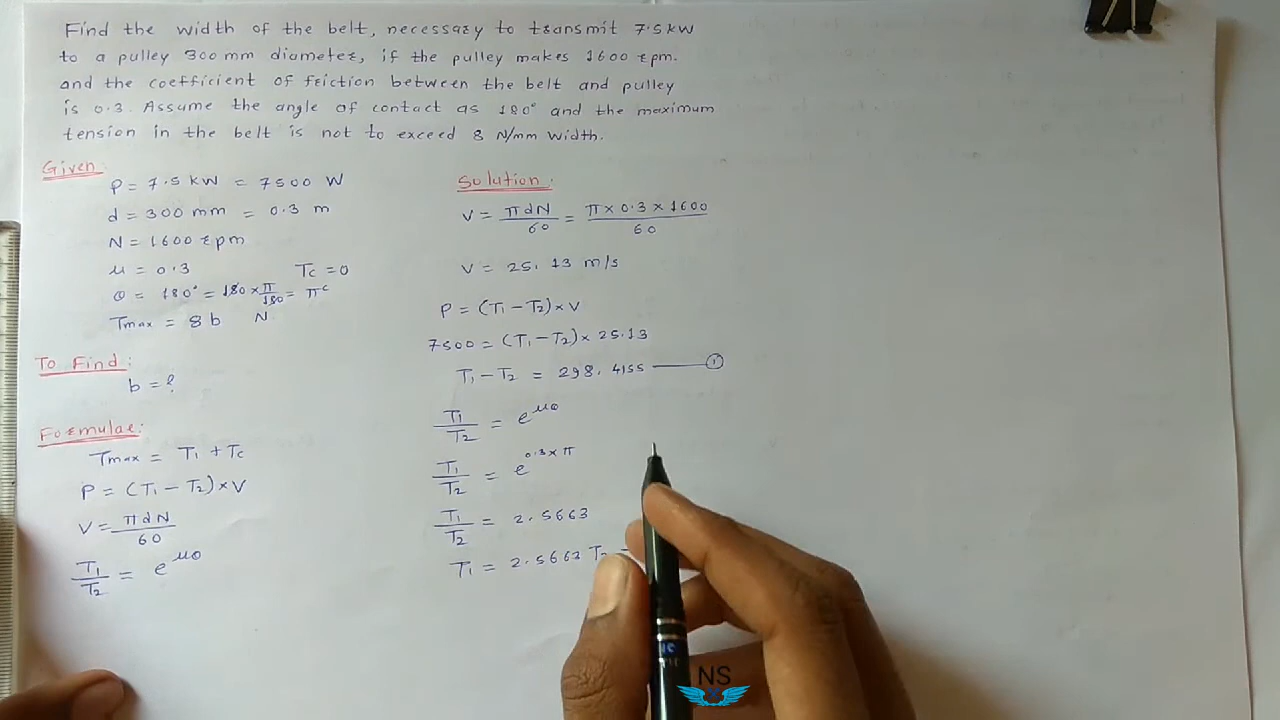 Find the width of the belt, necessary to transmit 7.5 kW
to a pulley 300 mm diameter, if the pulley makes 1600 rpm.
and the coefficient of friction between the belt and pulley
is 0.3. Assume the angle of contact as 180° and the maximum
tension in the belt is not to exceed 8 N/mm width.
Given:
P = 7.5 kW = 7500 W
d = 300 mm = 0.3 m
N = 1600 rpm
μ = 0.3 Tc = 0
θ = 180° = 180 × π/180 = π^c
Tmax = 8b N
To Find:
b = ?
Formulae:
Tmax = T1 + Tc
P = (T1 - T2) × V
V = πdN/60
T1/T2 = e^μθ
Solution:
V = πdN/60 = π × 0.3 × 1600/60
V = 25.13 m/s
P = (T1 - T2) × V
7500 = (T1 - T2) × 25.13
T1 - T2 = 298.4155 — ①
T1/T2 = e^μθ
T1/T2 = e^0.3×π
T1/T2 = 2.5663
T1 = 2.5663 T2
NS